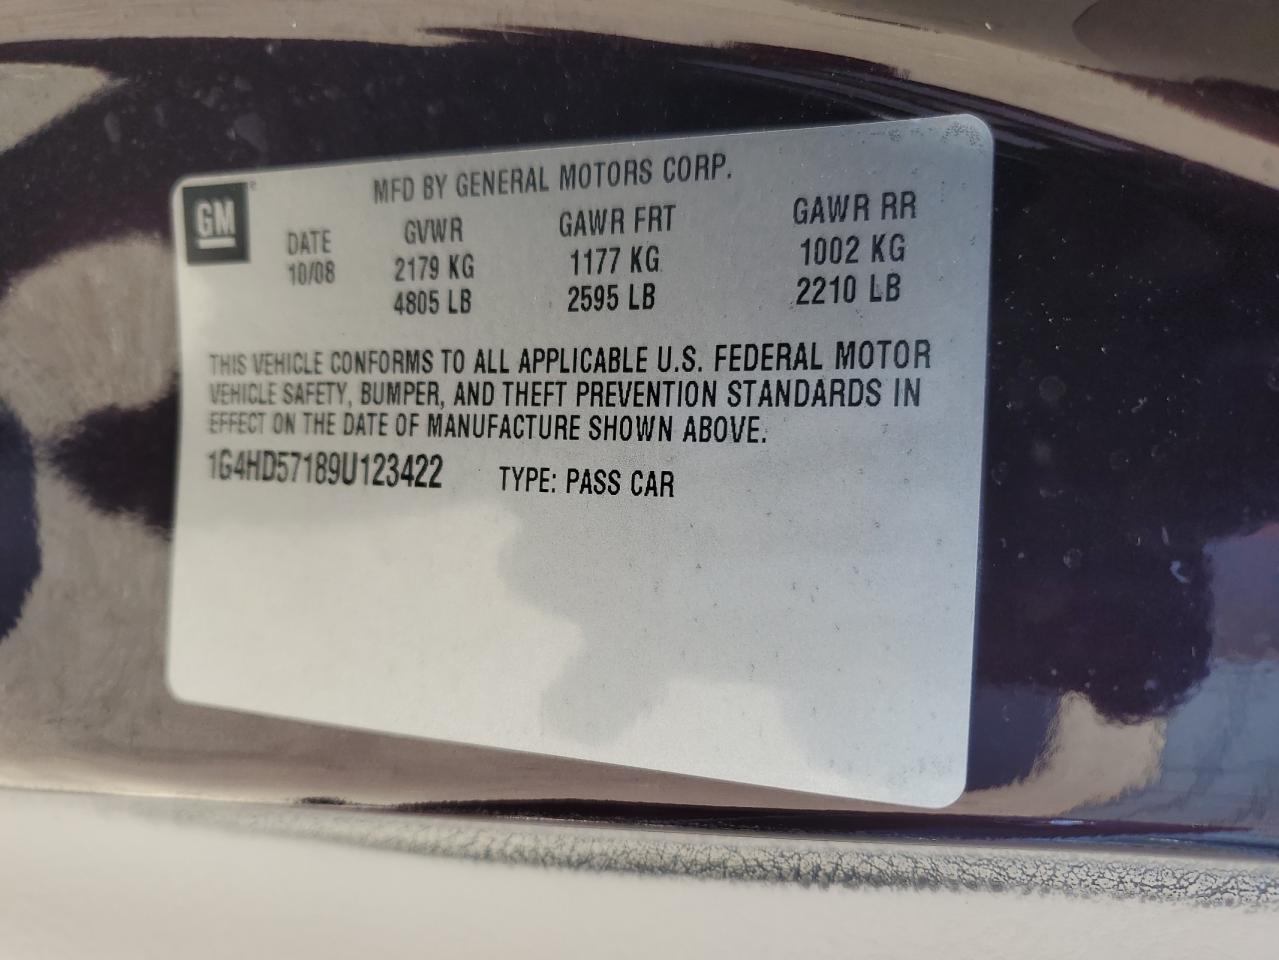 GM
MFD BY GENERAL MOTORS CORP.
DATE GVWR GAWR FRT GAWR RR
10/08 2179 KG 1177 KG 1002 KG
4805 LB 2595 LB 2210 LB
THIS VEHICLE CONFORMS TO ALL APPLICABLE U.S. FEDERAL MOTOR
VEHICLE SAFETY, BUMPER, AND THEFT PREVENTION STANDARDS IN
EFFECT ON THE DATE OF MANUFACTURE SHOWN ABOVE.
1G4HD57189U123422 TYPE: PASS CAR